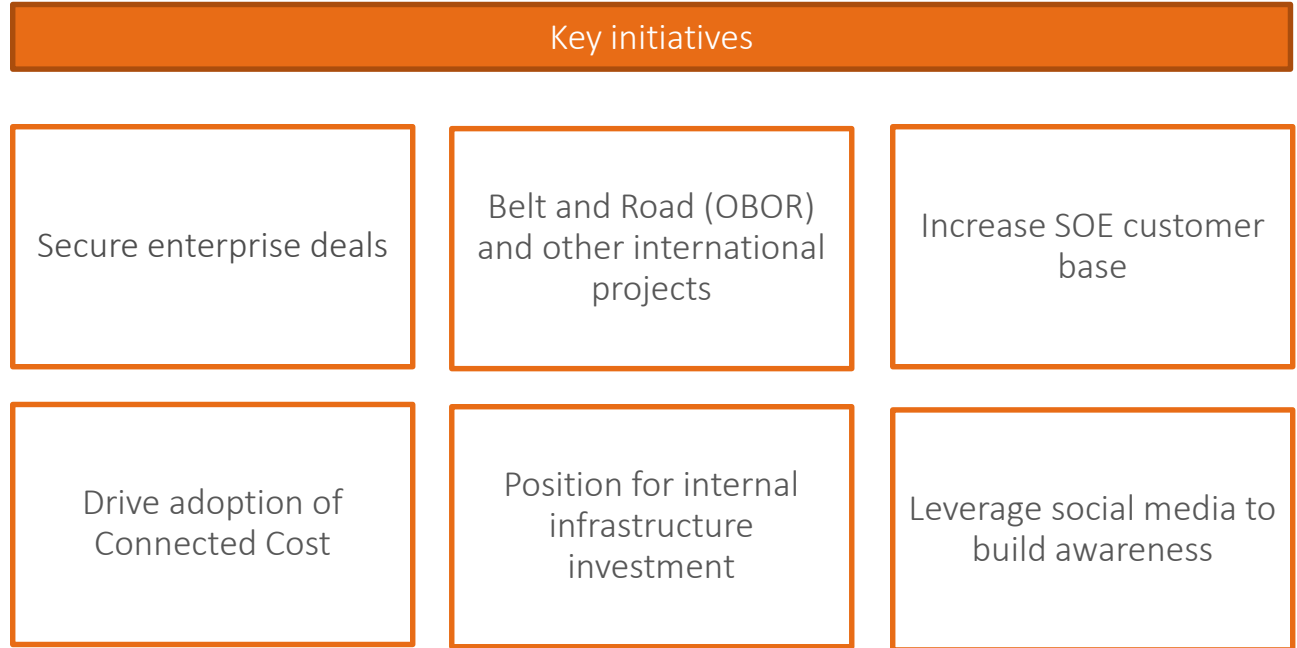 Key initiatives
Secure enterprise deals
Belt and Road (OBOR)
and other international
projects
Increase SOE customer
base
Drive adoption of
Connected Cost
Position for internal
infrastructure
investment
Leverage social media to
build awareness